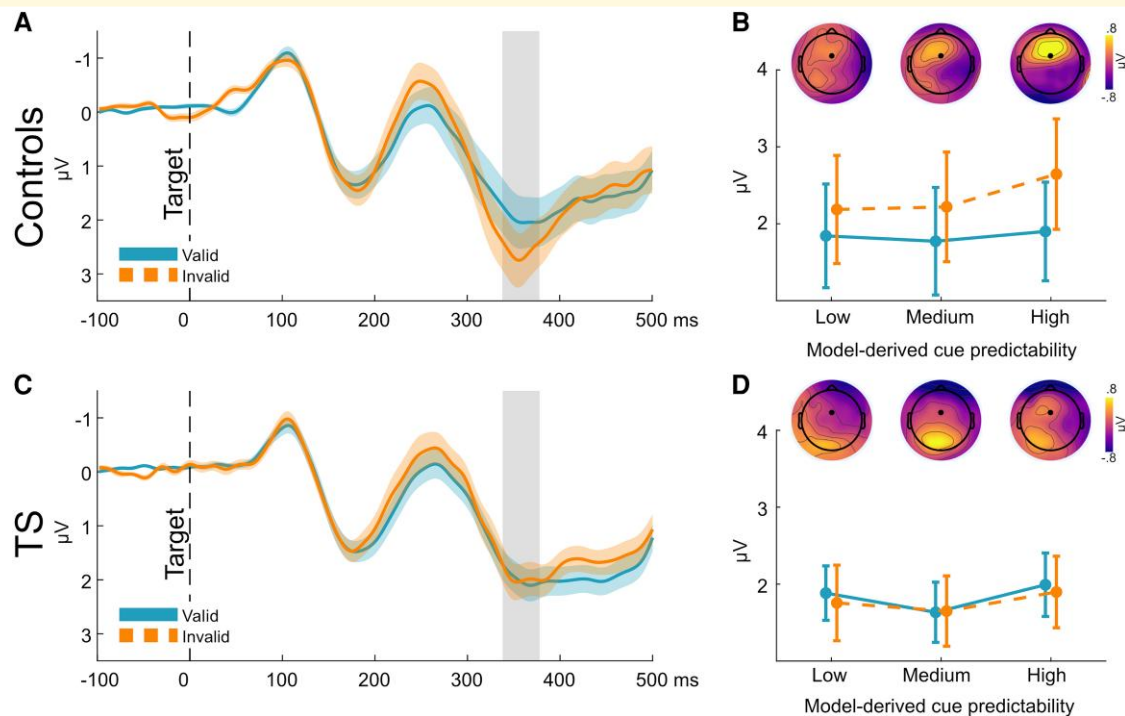 A
Controls
µV
-1
0
1
2
3
Target
Valid
Invalid
-100
0
100
200
300
400
500 ms
B
.8
µV
-.8
4
3
2
µV
Low
Medium
High
Model-derived cue predictability
C
TS
µV
-1
0
1
2
3
Target
Valid
Invalid
-100
0
100
200
300
400
500 ms
D
.8
µV
-.8
4
3
2
µV
Low
Medium
High
Model-derived cue predictability